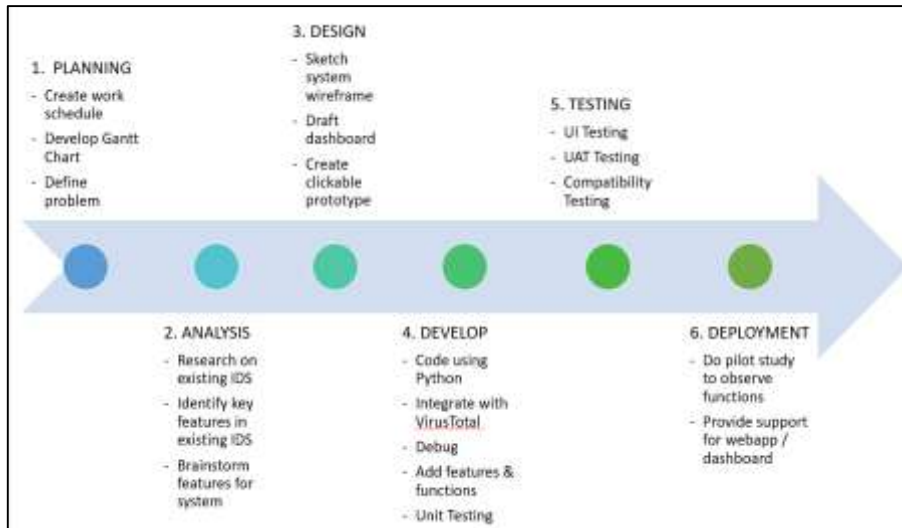 1. PLANNING
- Create work
schedule
- Develop Gantt
Chart
- Define
problem
2. ANALYSIS
- Research on
existing IDS
- Identify key
features in
existing IDS
- Brainstorm
features for
system
3. DESIGN
- Sketch
system
wireframe
- Draft
dashboard
- Create
clickable
prototype
4. DEVELOP
- Code using
Python
- Integrate with
VirusTotal
- Debug
- Add features &
functions
- Unit Testing
5. TESTING
- UI Testing
- UAT Testing
- Compatibility
Testing
6. DEPLOYMENT
- Do pilot study
to observe
functions
- Provide support
for webapp /
dashboard